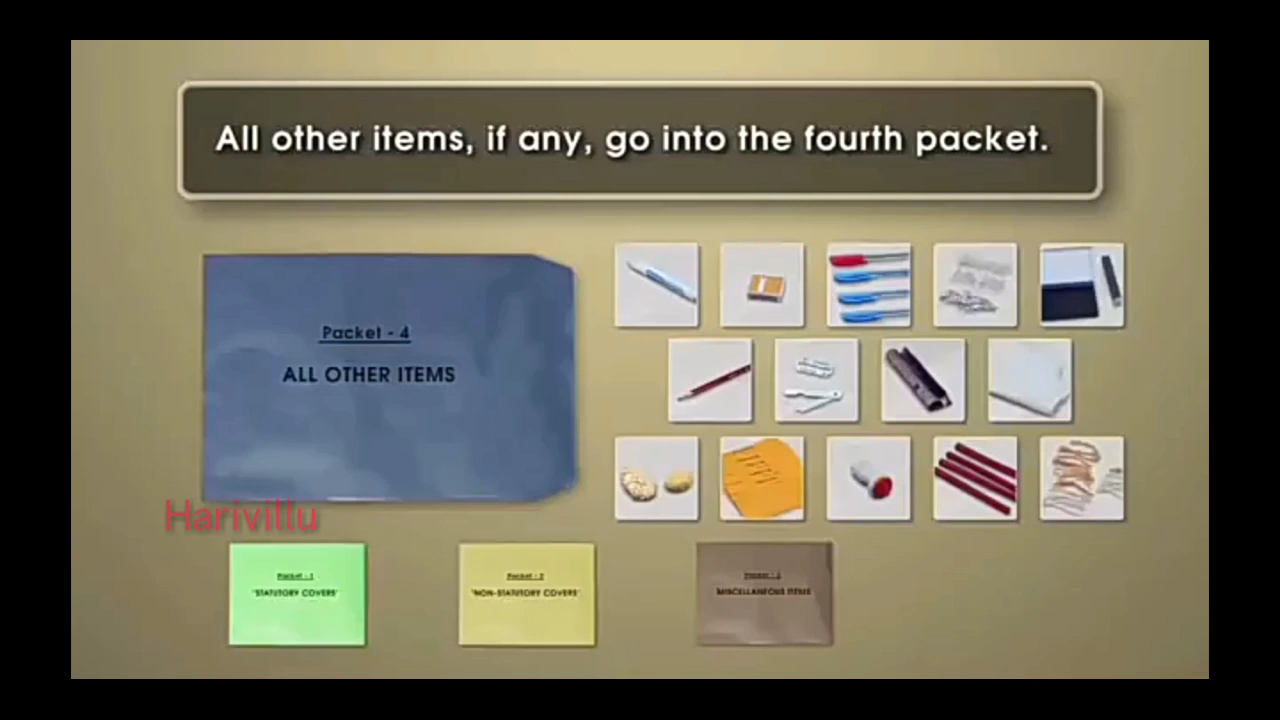 All other items, if any, go into the fourth packet.
Packet - 4
ALL OTHER ITEMS
Harivillu
Packet - 1
"STATUTORY COVERS"
Packet - 2
"NON-STATUTORY COVERS"
MISCELLANEOUS ITEMS